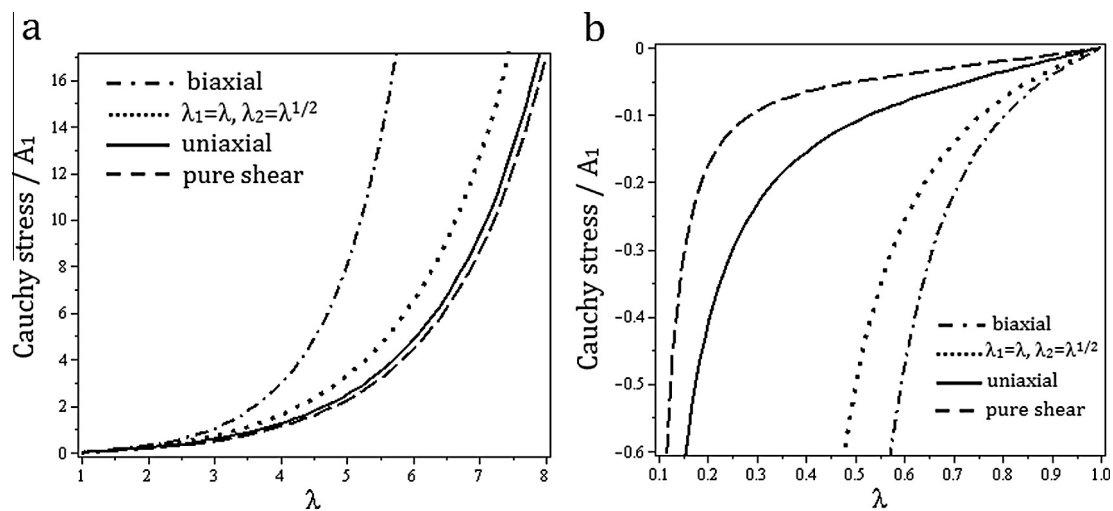 a
Cauchy stress / A₁
16
14
12
10
8
6
4
2
0
biaxial
λ₁=λ, λ₂=λ^1/2
uniaxial
pure shear
1 2 3 4 5 6 7 8
λ
b
Cauchy stress / A₁
0
−0.1
−0.2
−0.3
−0.4
−0.5
−0.6
biaxial
λ₁=λ, λ₂=λ^1/2
uniaxial
pure shear
0.1 0.2 0.3 0.4 0.5 0.6 0.7 0.8 0.9 1.0
λ